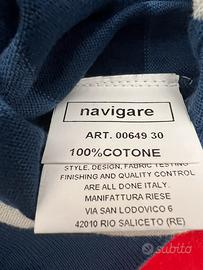 navigare
ART. 00649 30
100%COTONE
STYLE, DESIGN, FABRIC TESTING
FINISHING AND QUALITY CONTROL
ARE ALL DONE ITALY.
MANIFATTURA RIESE
VIA SAN LODOVICO 6
42010 RIO SALICETO (RE)
subito